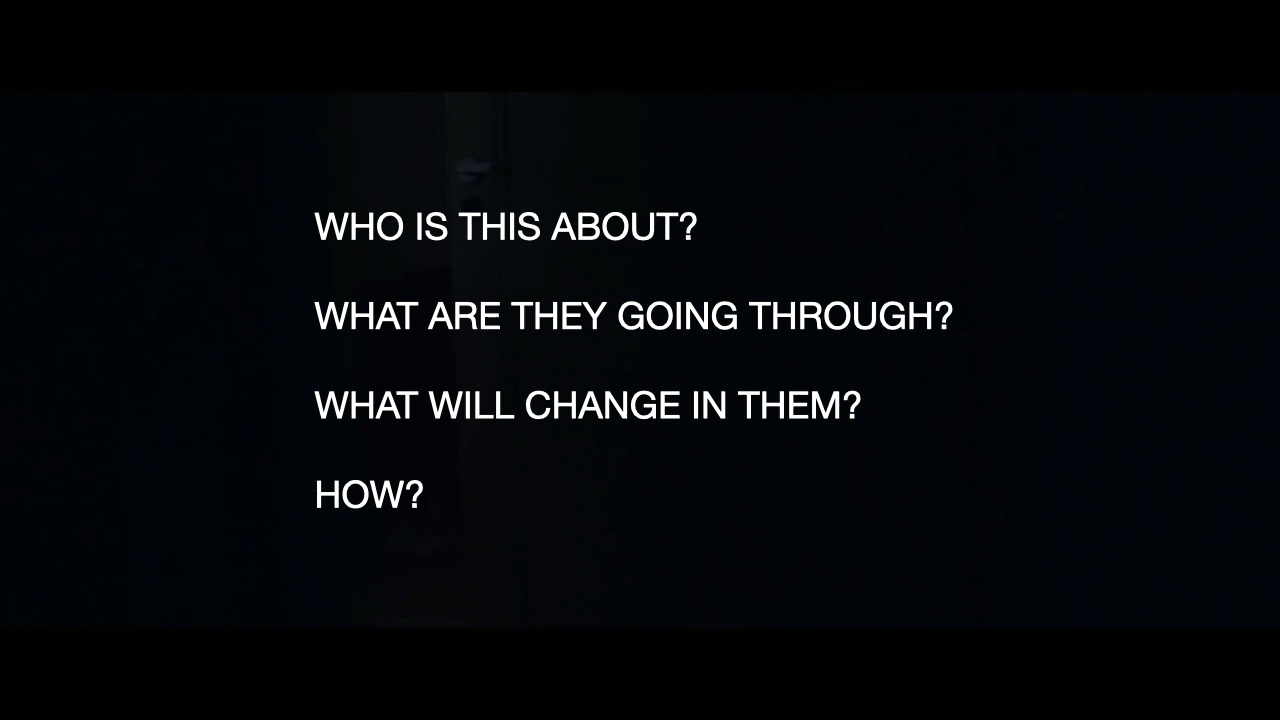 WHO IS THIS ABOUT?
WHAT ARE THEY GOING THROUGH?
WHAT WILL CHANGE IN THEM?
HOW?